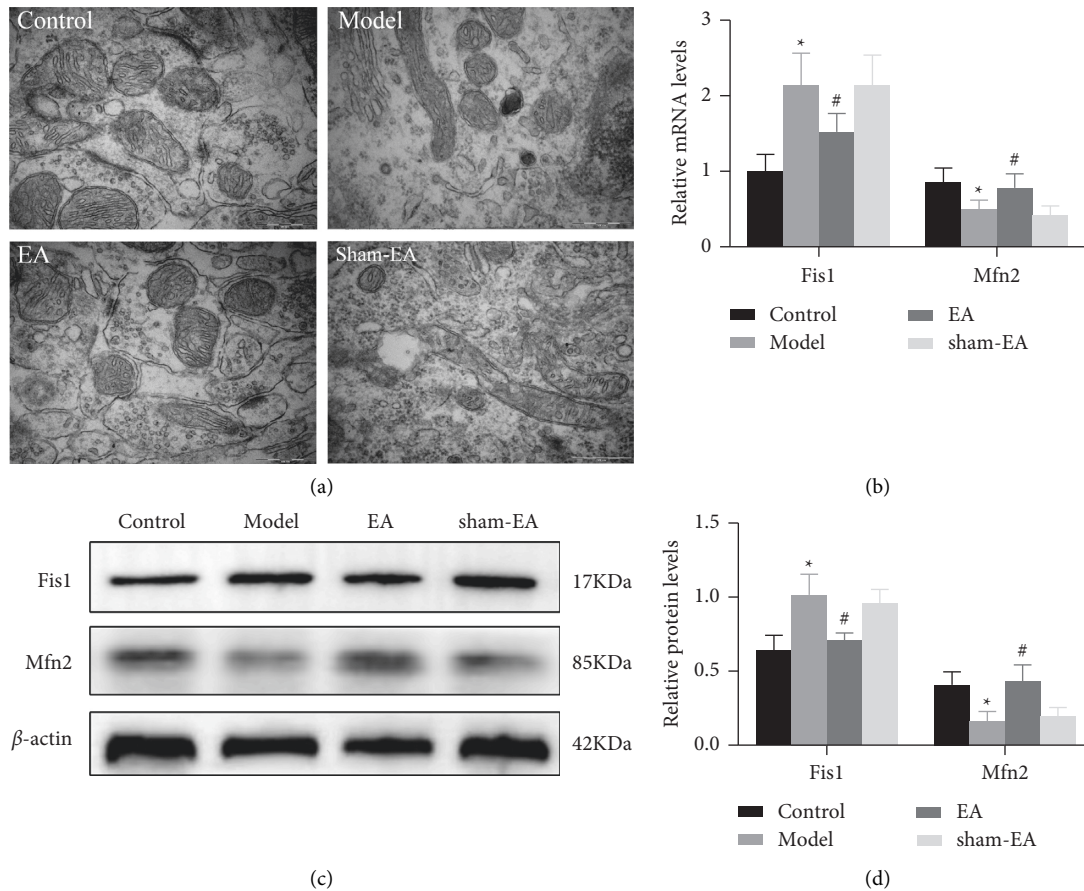 Control
Model
EA
Sham-EA
(a)
3
2
1
0
Relative mRNA levels
*
#
*
#
Fis1
Mfn2
Control
EA
Model
sham-EA
(b)
Control
Model
EA
sham-EA
Fis1
17KDa
Mfn2
85KDa
β-actin
42KDa
(c)
1.5
1.0
0.5
0.0
Relative protein levels
*
#
*
#
Fis1
Mfn2
Control
EA
Model
sham-EA
(d)